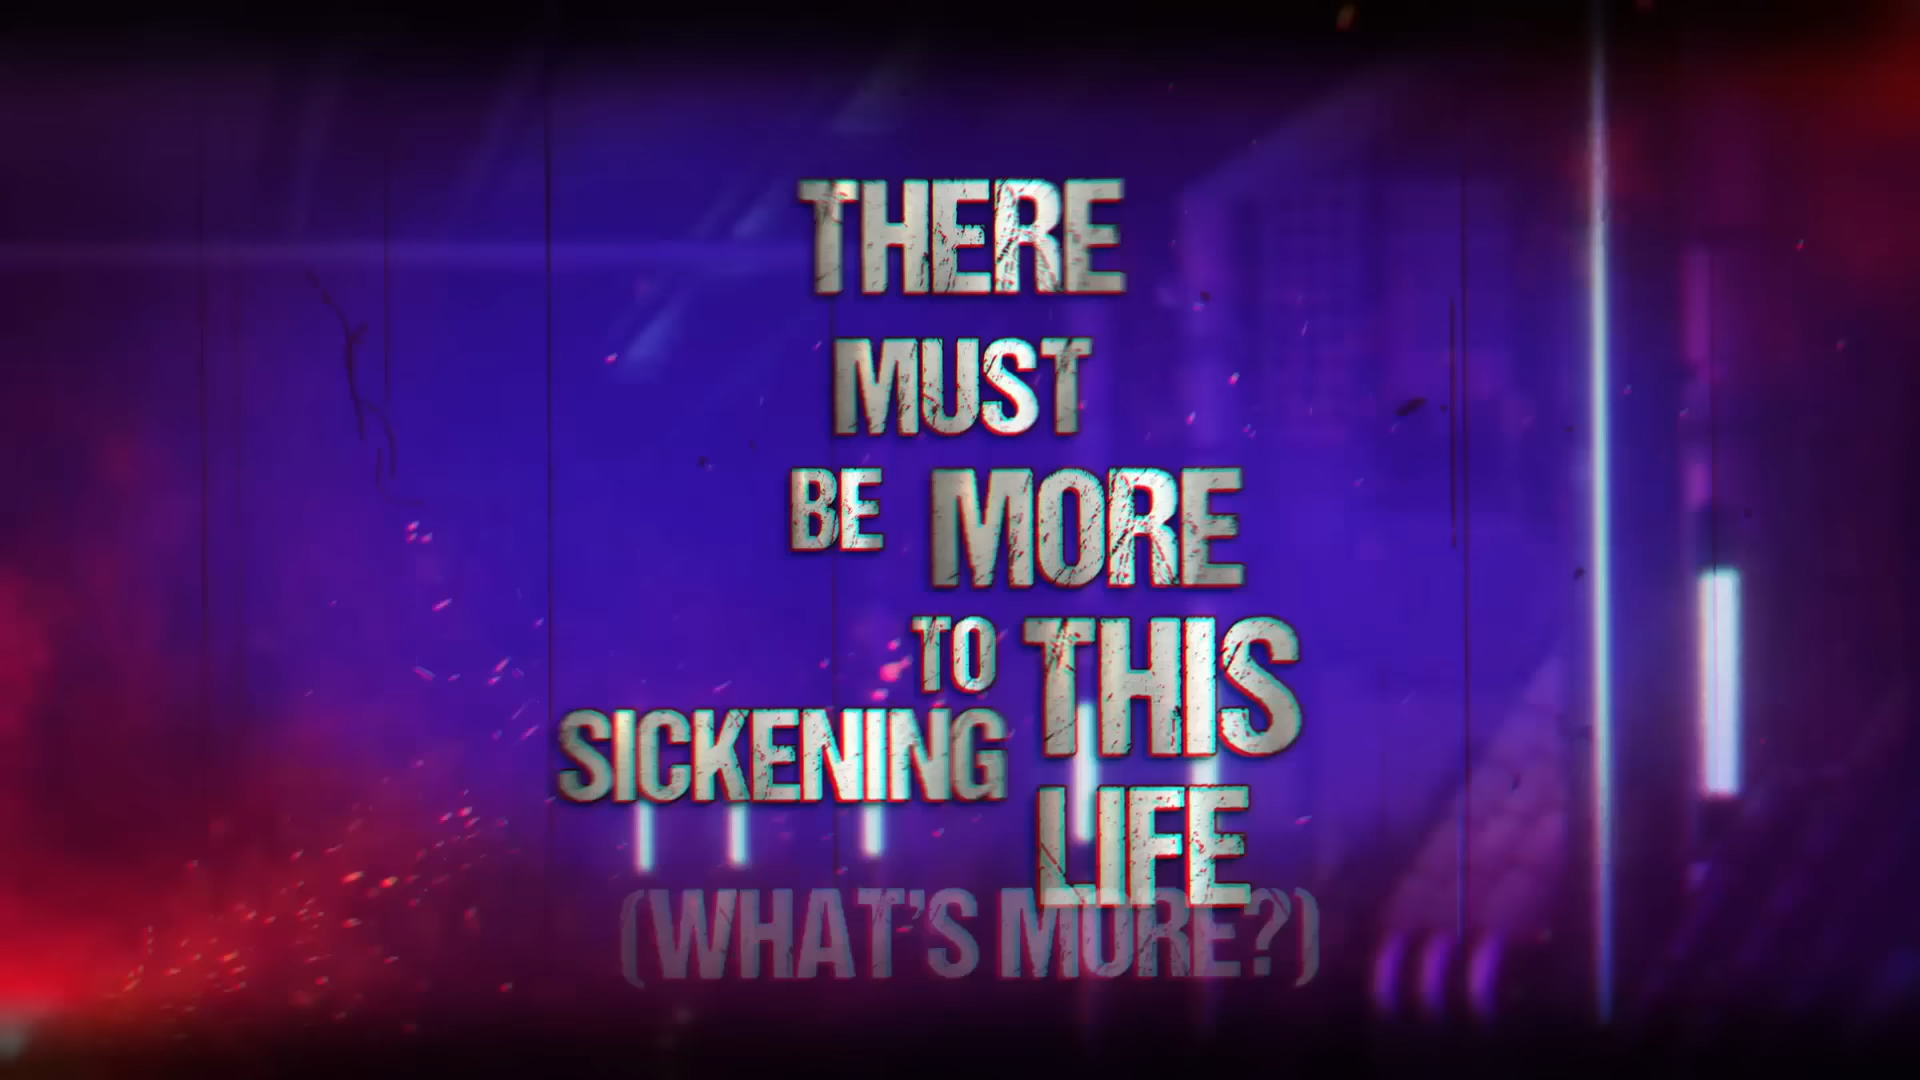 THERE
MUST
BE MORE
TO THIS
SICKENING
LIFE
(WHAT'S MORE?)